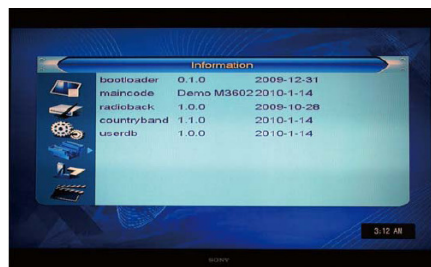 Information
bootloader 0.1.0 2009-12-31
maincode Demo M3602 2010-1-14
radioback 1.0.0 2009-10-28
countryband 1.1.0 2010-1-14
userdb 1.0.0 2010-1-14
3:12 AM
SONY